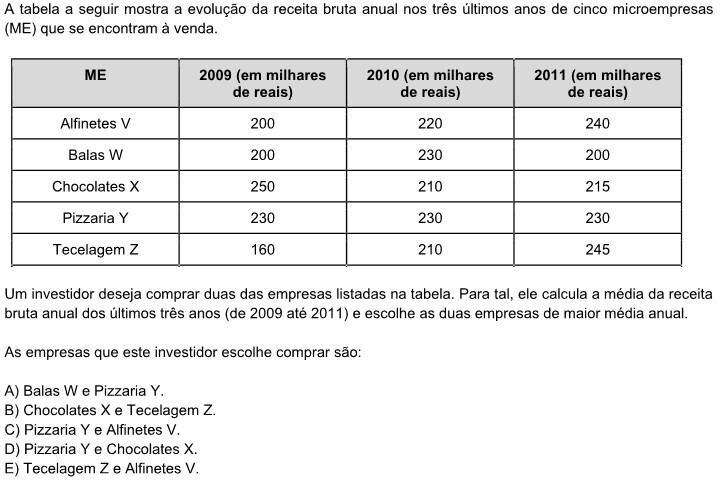 A tabela a seguir mostra a evolução da receita bruta anual nos três últimos anos de cinco microempresas
(ME) que se encontram à venda.
ME 2009 (em milhares de reais) 2010 (em milhares de reais) 2011 (em milhares de reais)
Alfinetes V 200 220 240
Balas W 200 230 200
Chocolates X 250 210 215
Pizzaria Y 230 230 230
Tecelagem Z 160 210 245
Um investidor deseja comprar duas das empresas listadas na tabela. Para tal, ele calcula a média da receita
bruta anual dos últimos três anos (de 2009 até 2011) e escolhe as duas empresas de maior média anual.
As empresas que este investidor escolhe comprar são:
A) Balas W e Pizzaria Y.
B) Chocolates X e Tecelagem Z.
C) Pizzaria Y e Alfinetes V.
D) Pizzaria Y e Chocolates X.
E) Tecelagem Z e Alfinetes V.